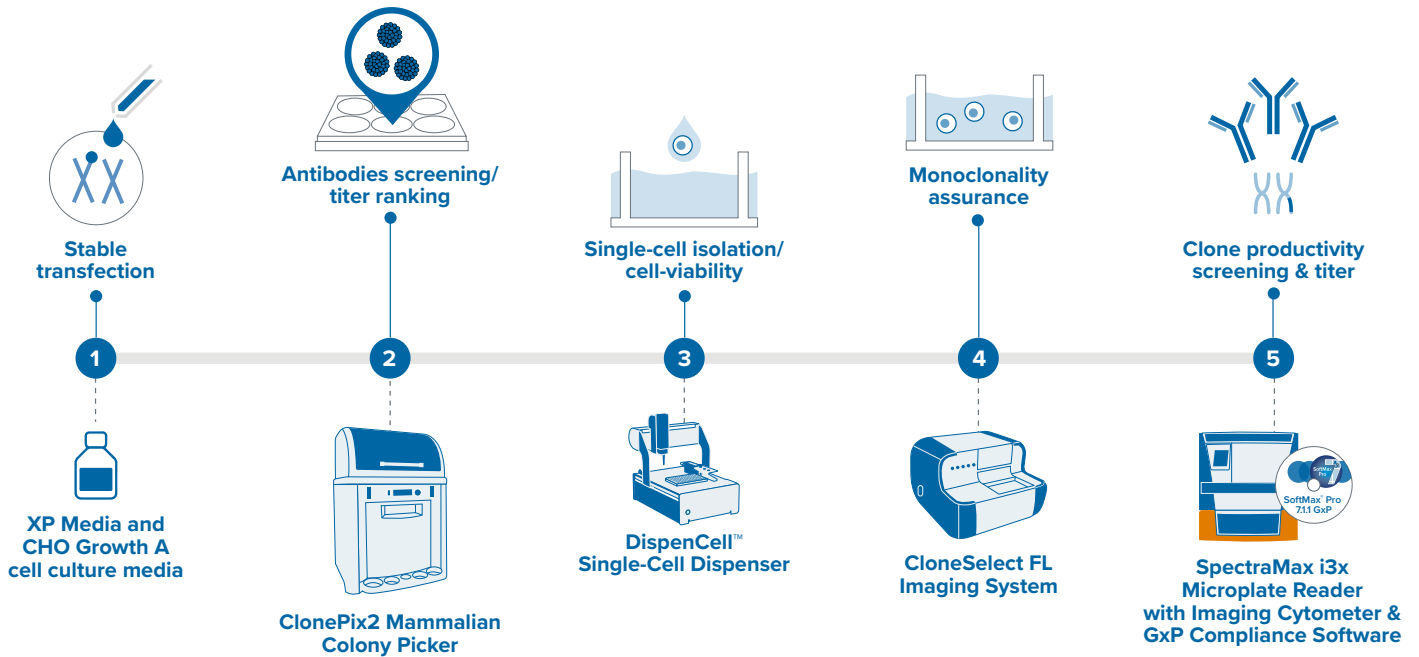 Stable
transfection
Antibodies screening/
titer ranking
Single-cell isolation/
cell-viability
Monoclonality
assurance
Clone productivity
screening & titer
1
2
3
4
5
XP Media and
CHO Growth A
cell culture media
ClonePix2 Mammalian
Colony Picker
DispenCell™
Single-Cell Dispenser
CloneSelect FL
Imaging System
SoftMax
Pro
7
SoftMax® Pro
7.1.1 GxP
SpectraMax i3x
Microplate Reader
with Imaging Cytometer &
GxP Compliance Software